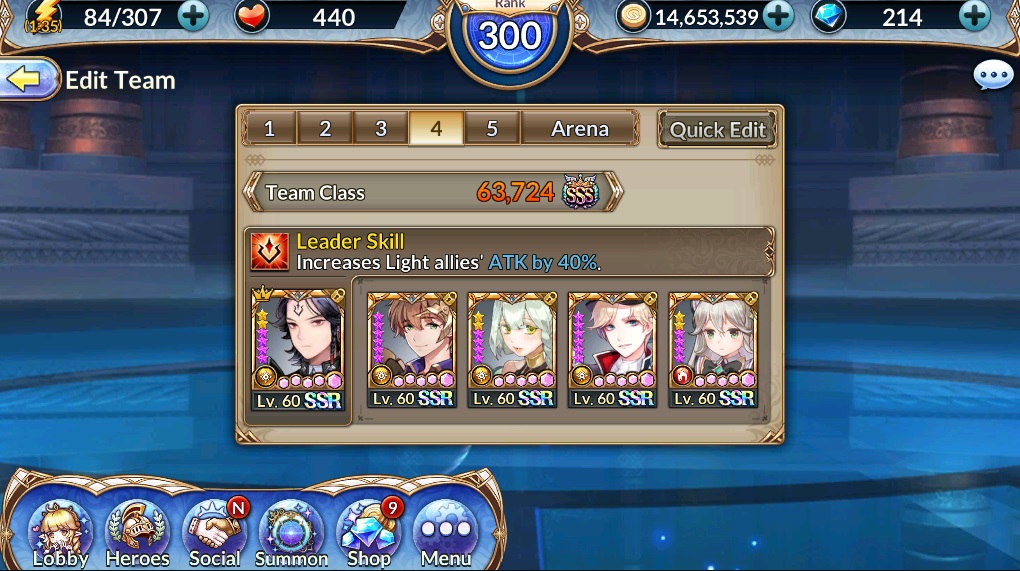 Rank
(1:35) 84/307
440
300
14,653,539
214
Edit Team
1 2 3 4 5 Arena
Quick Edit
Team Class 63,724 SSS
Leader Skill
Increases Light allies' ATK by 40%.
Lv. 60 SSR
Lv. 60 SSR
Lv. 60 SSR
Lv. 60 SSR
Lv. 60 SSR
N
9
Lobby Heroes Social Summon Shop Menu